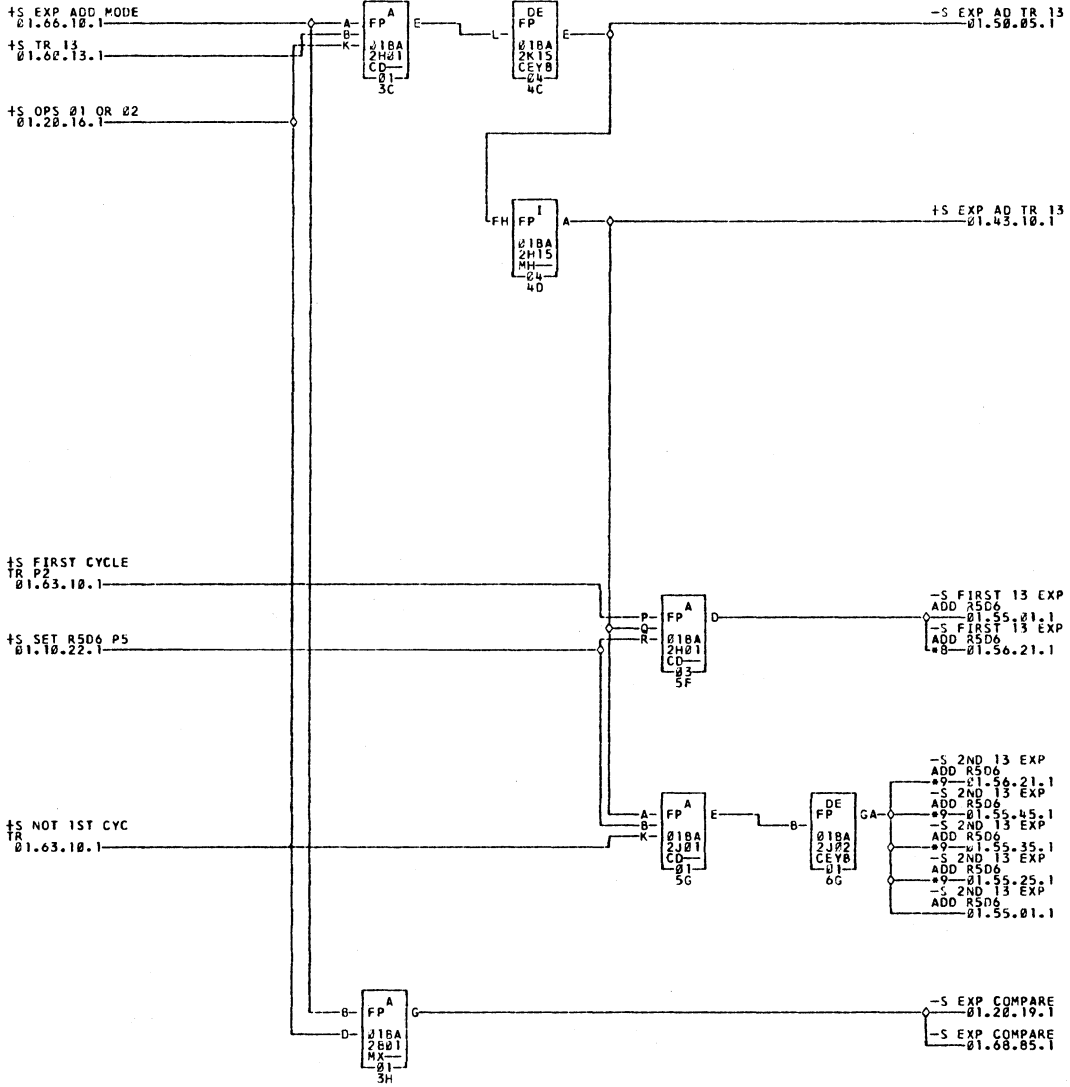 +S EXP ADD MODE
01.66.10.1
+S TR 13
01.60.13.1
+S OPS 01 OR 02
01.20.16.1
A
B
K
A
FP
E
01BA
2H01
CD
01
3C
L
DE
FP
E
01BA
2K15
CEYB
04
4C
-S EXP AD TR 13
01.50.05.1
FH
I
FP
A
01BA
2H15
MH
04
4D
+S EXP AD TR 13
01.43.10.1
+S FIRST CYCLE
TR P2
01.63.10.1
+S SET R5D6 P5
01.10.22.1
P
Q
R
A
FP
D
01BA
2H01
CD
03
5F
-S FIRST 13 EXP
ADD R5D6
01.55.01.1
-S FIRST 13 EXP
ADD R5D6
*8 01.56.21.1
+S NOT 1ST CYC
TR
01.63.10.1
A
B
K
A
FP
E
01BA
2J01
CD
01
5G
B
DE
FP
GA
01BA
2J02
CEYB
01
6G
-S 2ND 13 EXP
ADD R5D6
*9 01.56.21.1
-S 2ND 13 EXP
ADD R5D6
*9 01.55.45.1
-S 2ND 13 EXP
ADD R5D6
*9 01.55.35.1
-S 2ND 13 EXP
ADD R5D6
*9 01.55.25.1
-S 2ND 13 EXP
ADD R5D6
01.55.01.1
B
D
A
FP
G
01BA
2B01
MX
01
3H
-S EXP COMPARE
01.20.19.1
-S EXP COMPARE
01.68.85.1